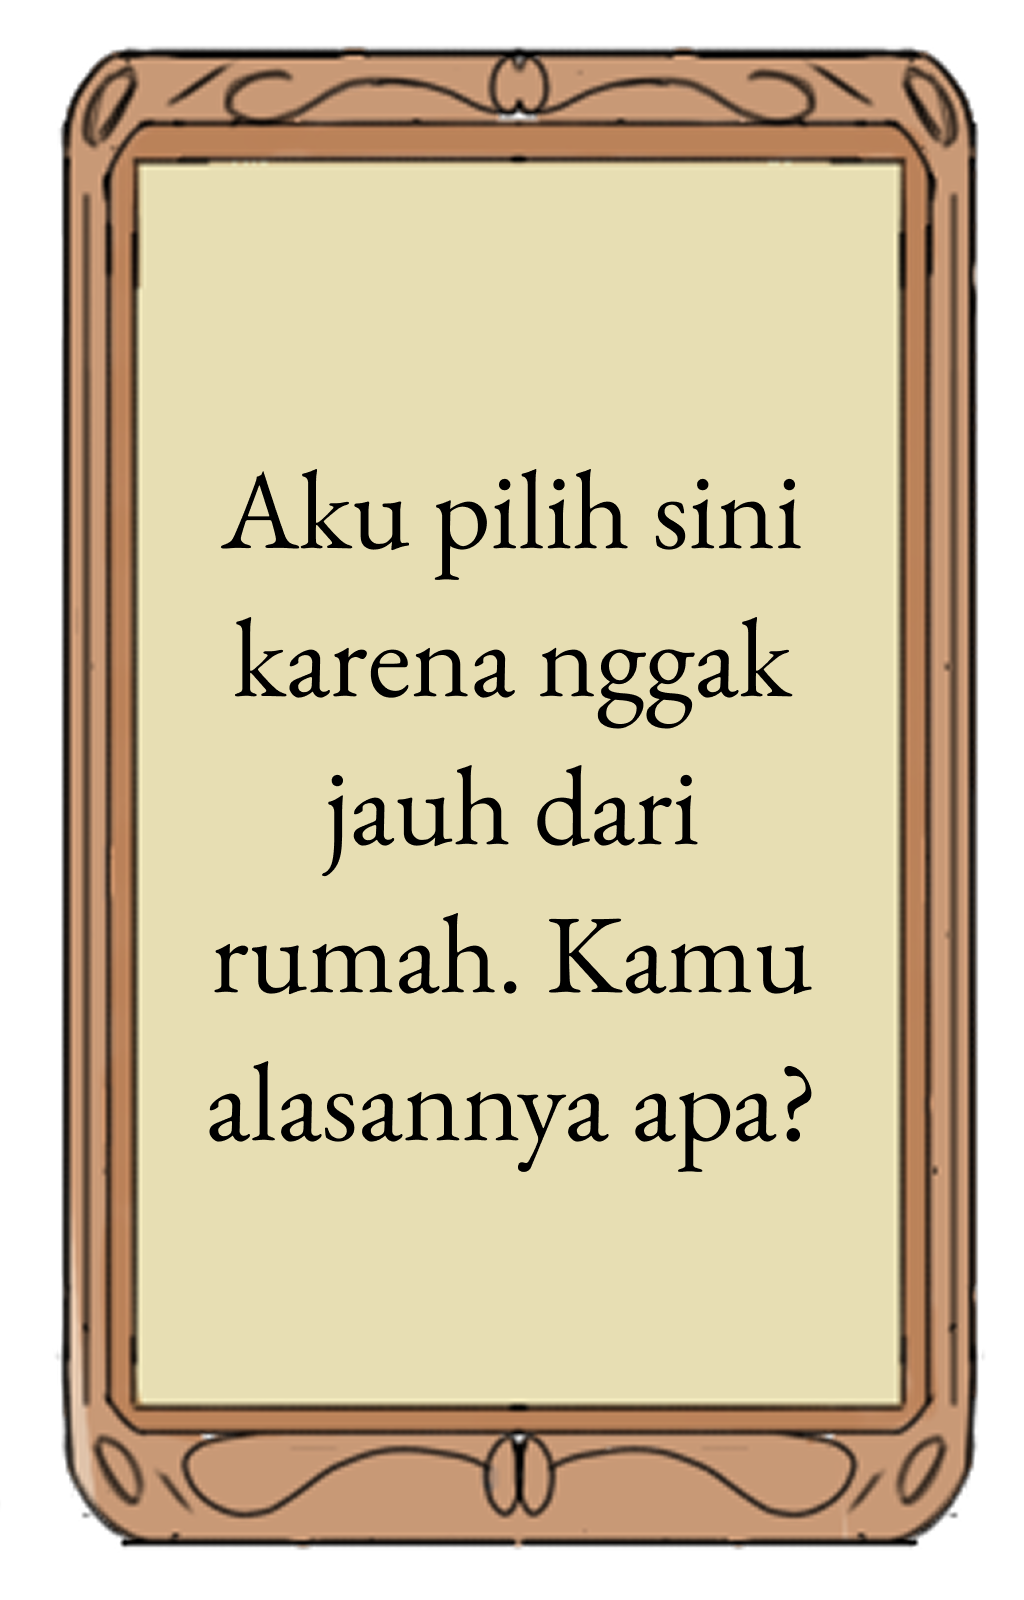 Aku pilih sini
karena nggak
jauh dari
rumah. Kamu
alasannya apa?